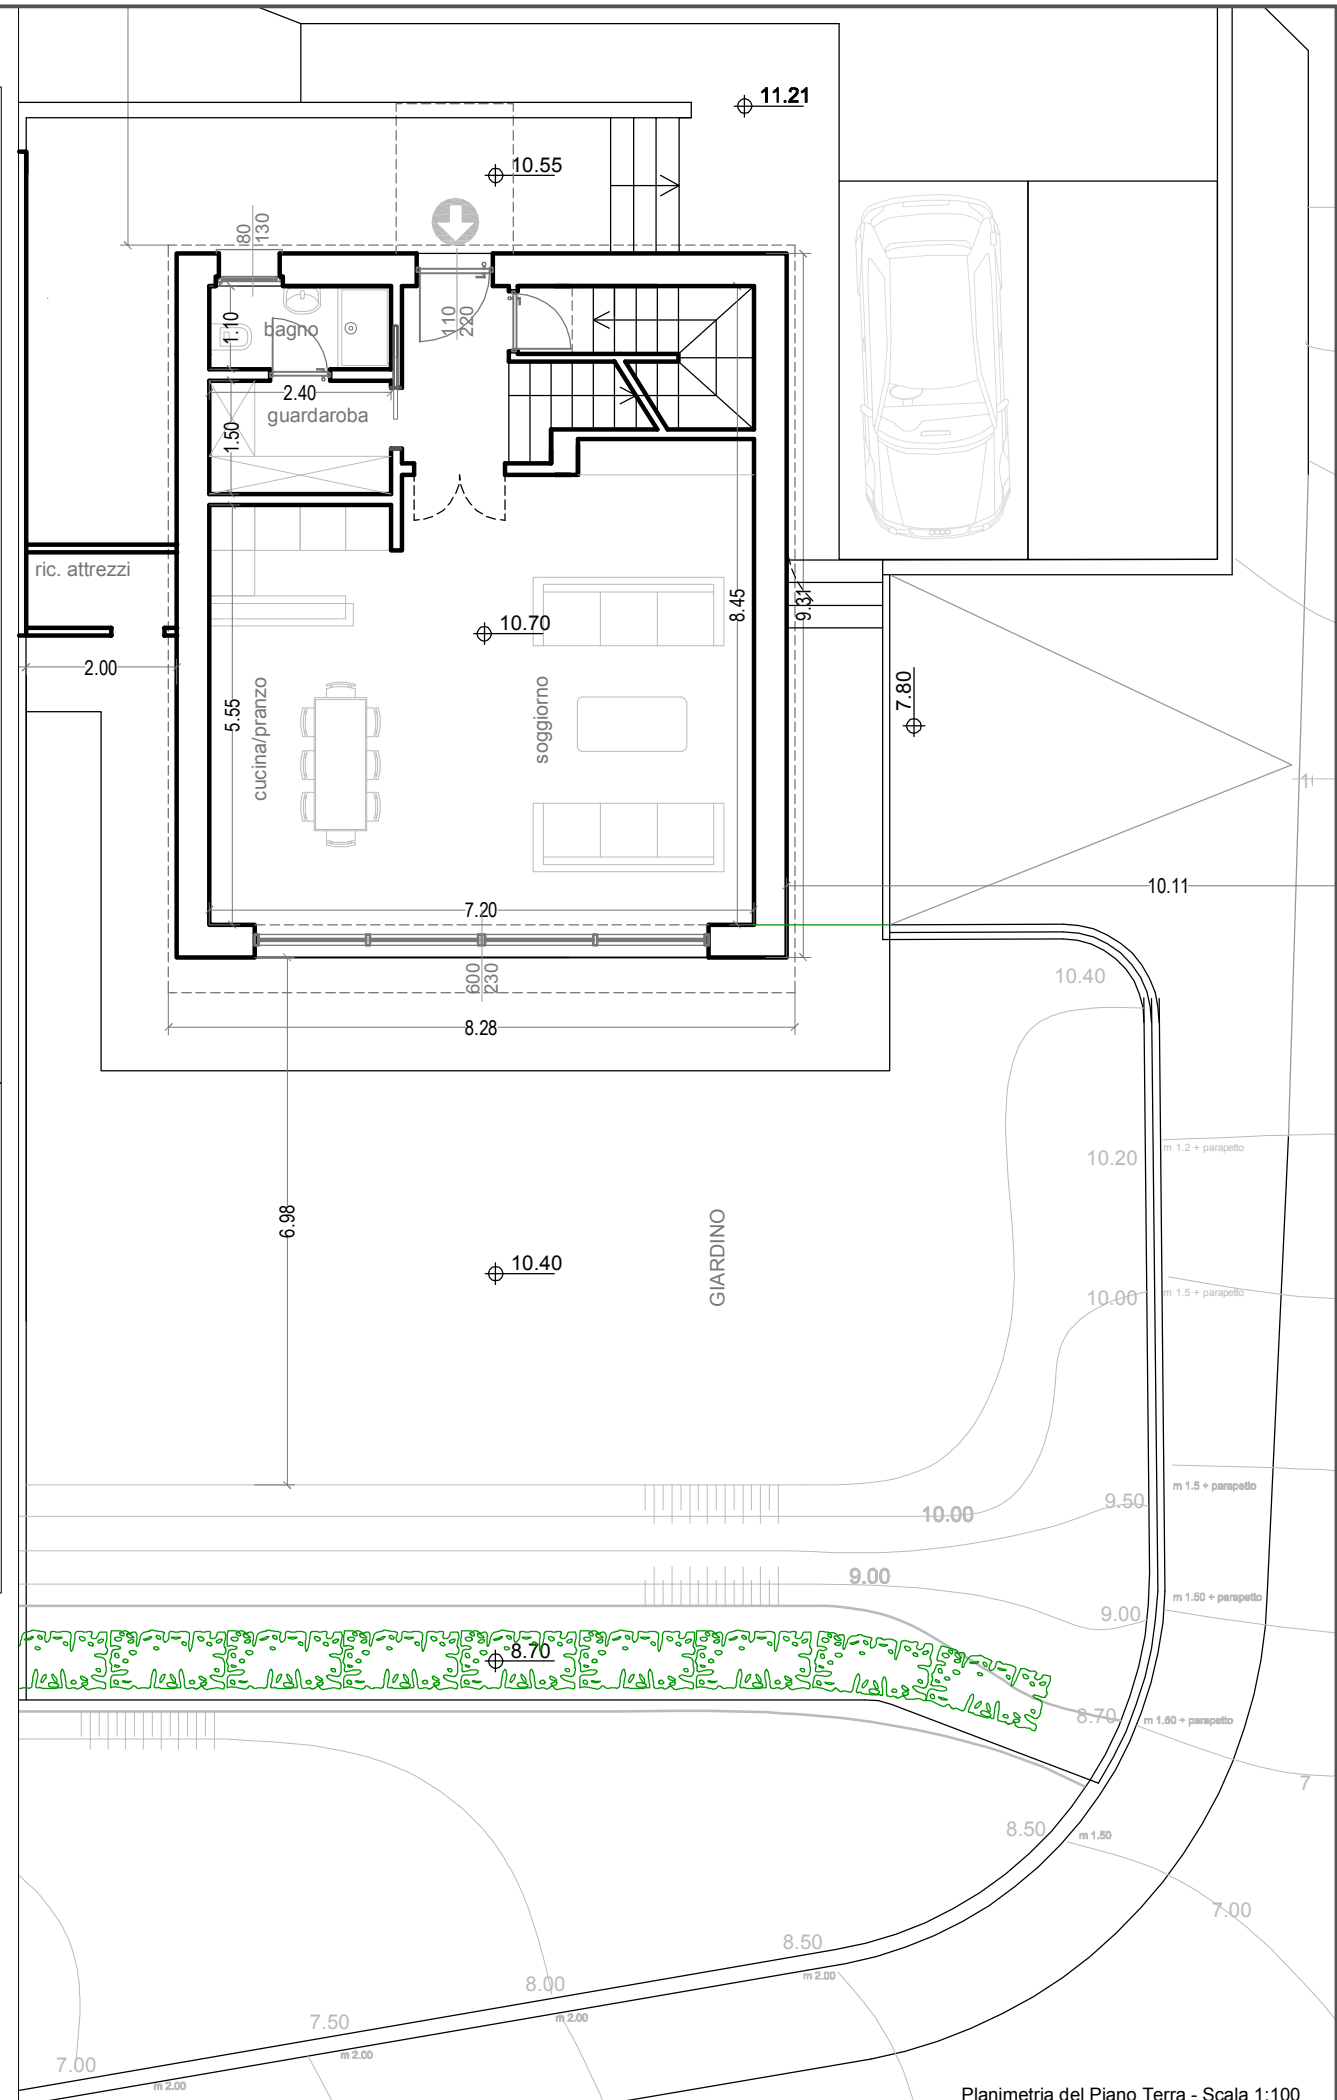 11.21
10.55
80
130
110
220
bagno
1.10
2.40
guardaroba
1.50
ric. attrezzi
2.00
10.70
8.45
9.31
5.55
cucina/pranzo
soggiorno
7.80
10.11
7.20
600
230
8.28
10.40
10.20
m 1.2 + parapetto
6.98
GIARDINO
10.40
10.00
m 1.5 + parapetto
9.50
m 1.5 + parapetto
10.00
9.00
m 1.50 + parapetto
9.00
8.70
8.70
m 1.50 + parapetto
7
8.50
m 1.50
7.00
8.50
m 2.00
8.00
m 2.00
7.50
m 2.00
7.00
m 2.00
Planimetria del Piano Terra - Scala 1:100